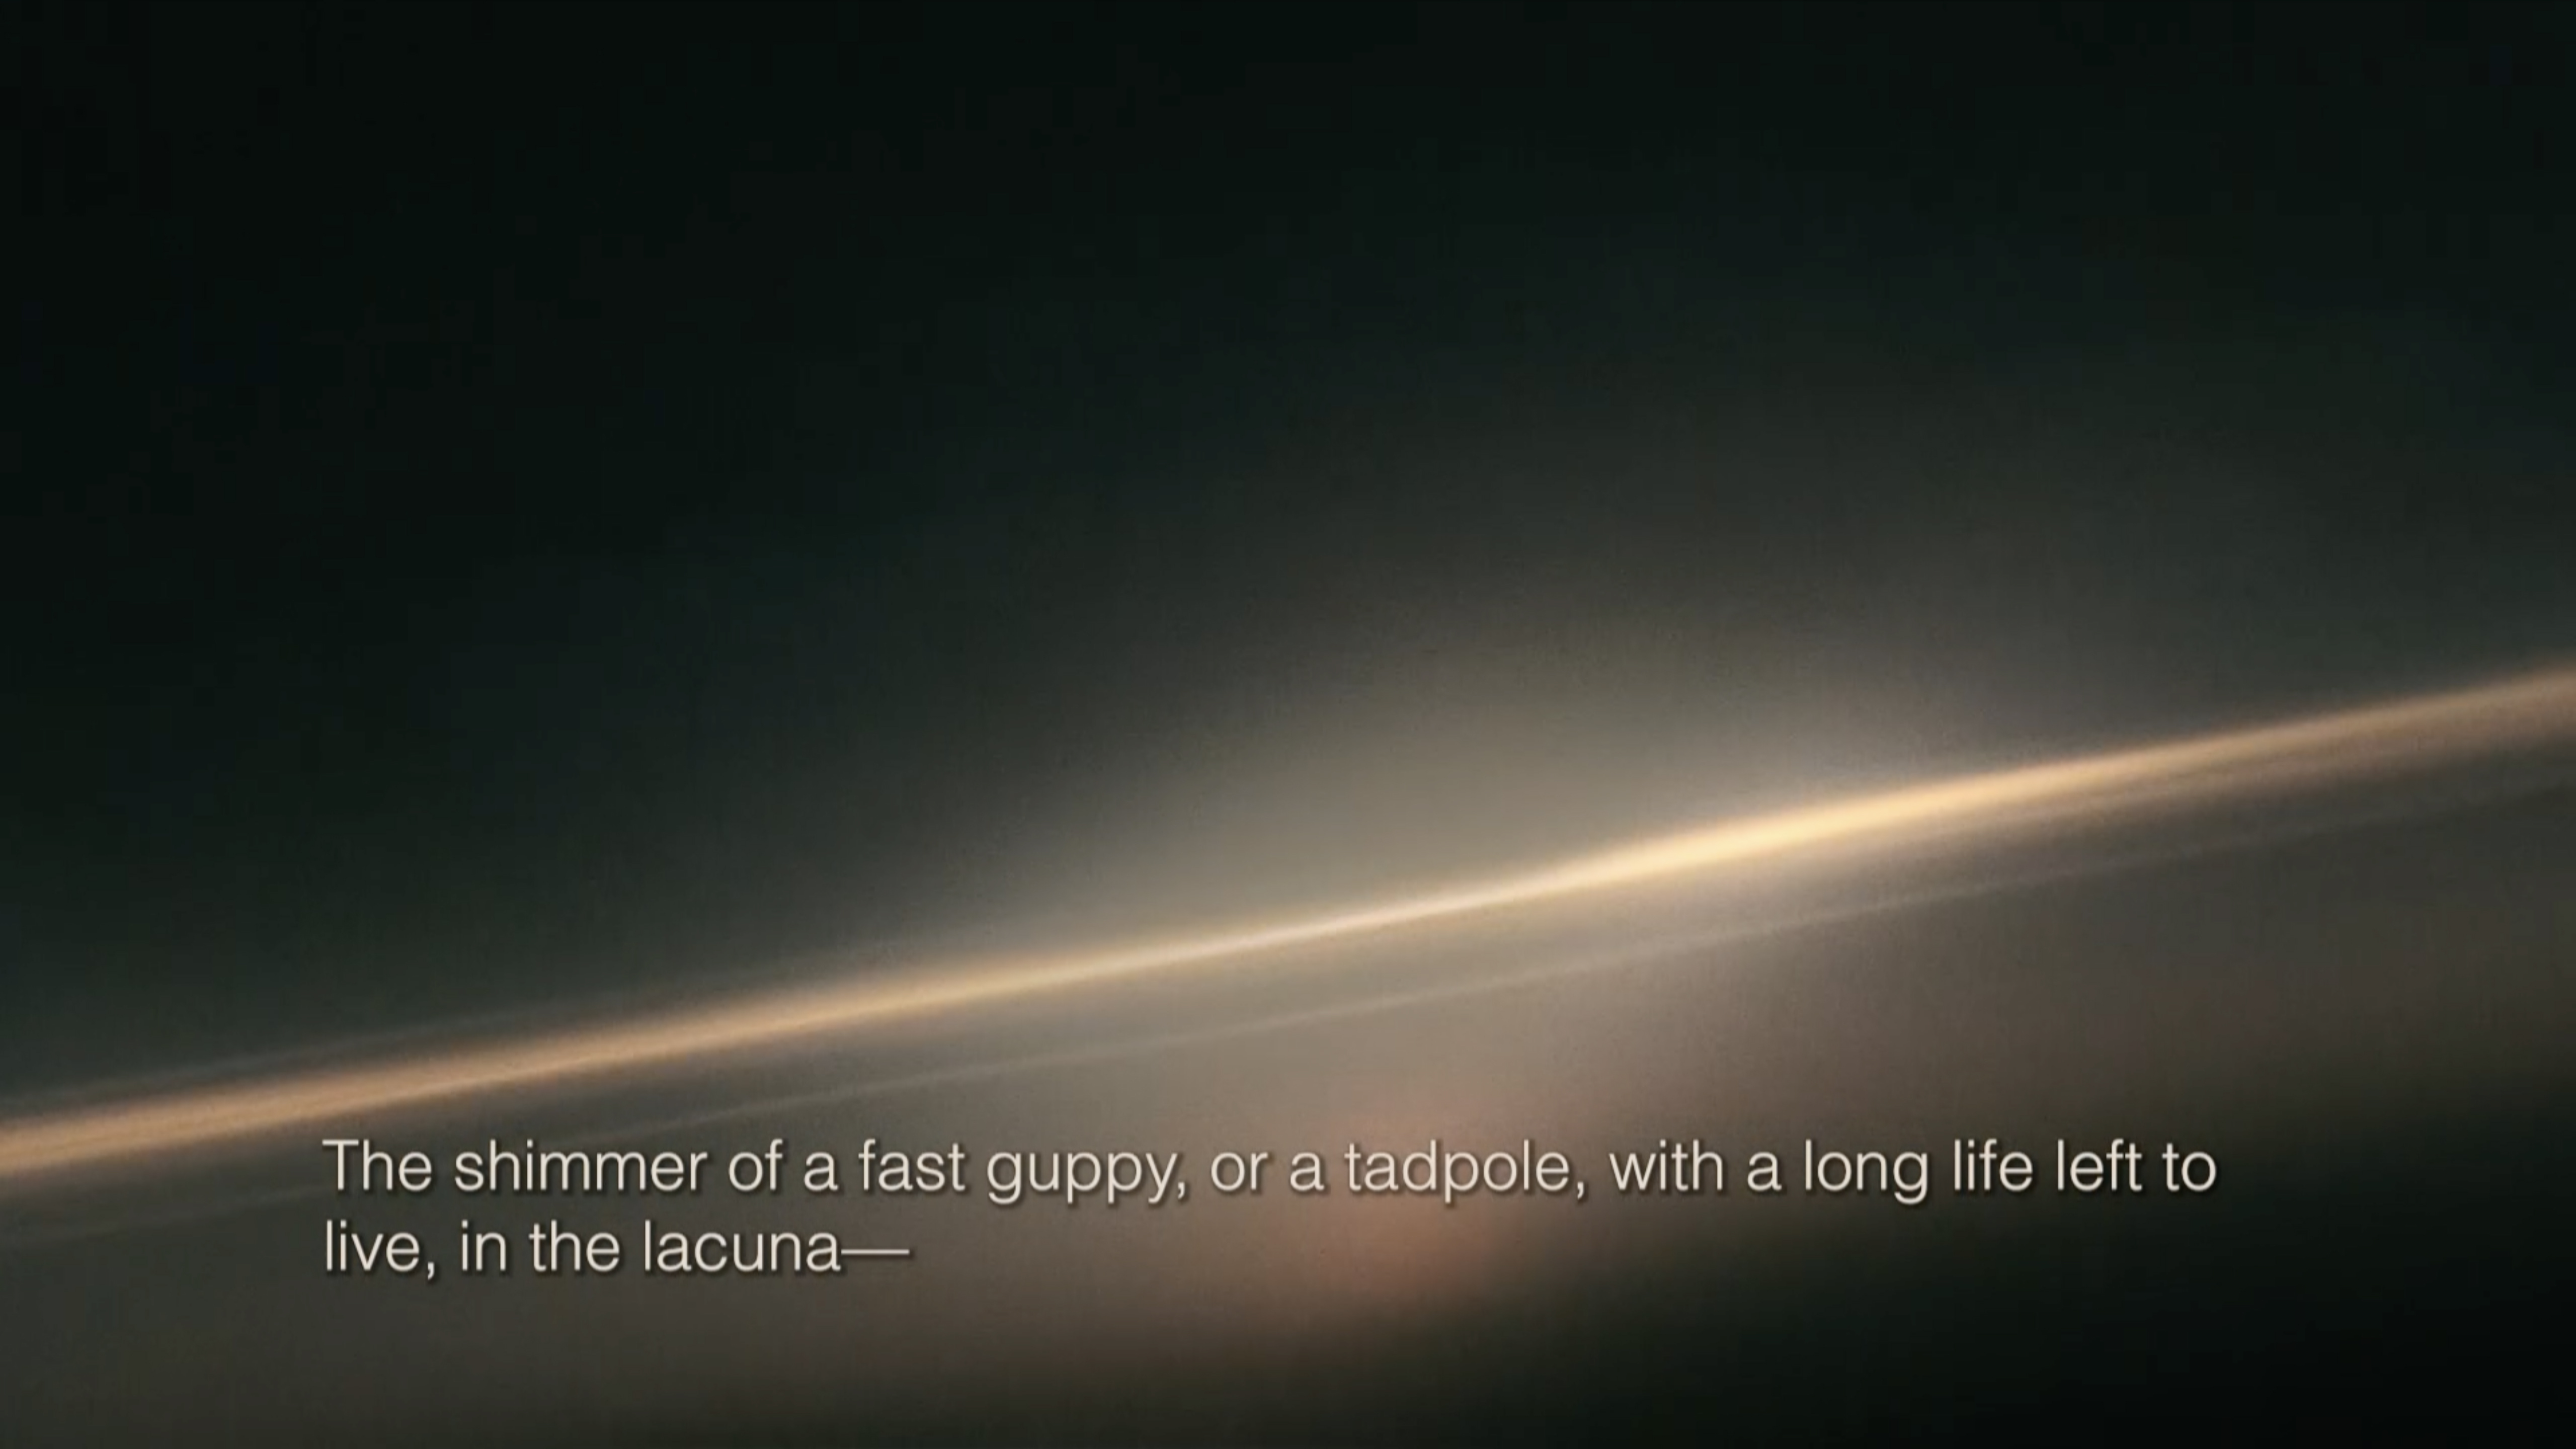 The shimmer of a fast guppy, or a tadpole, with a long life left to
live, in the lacuna—